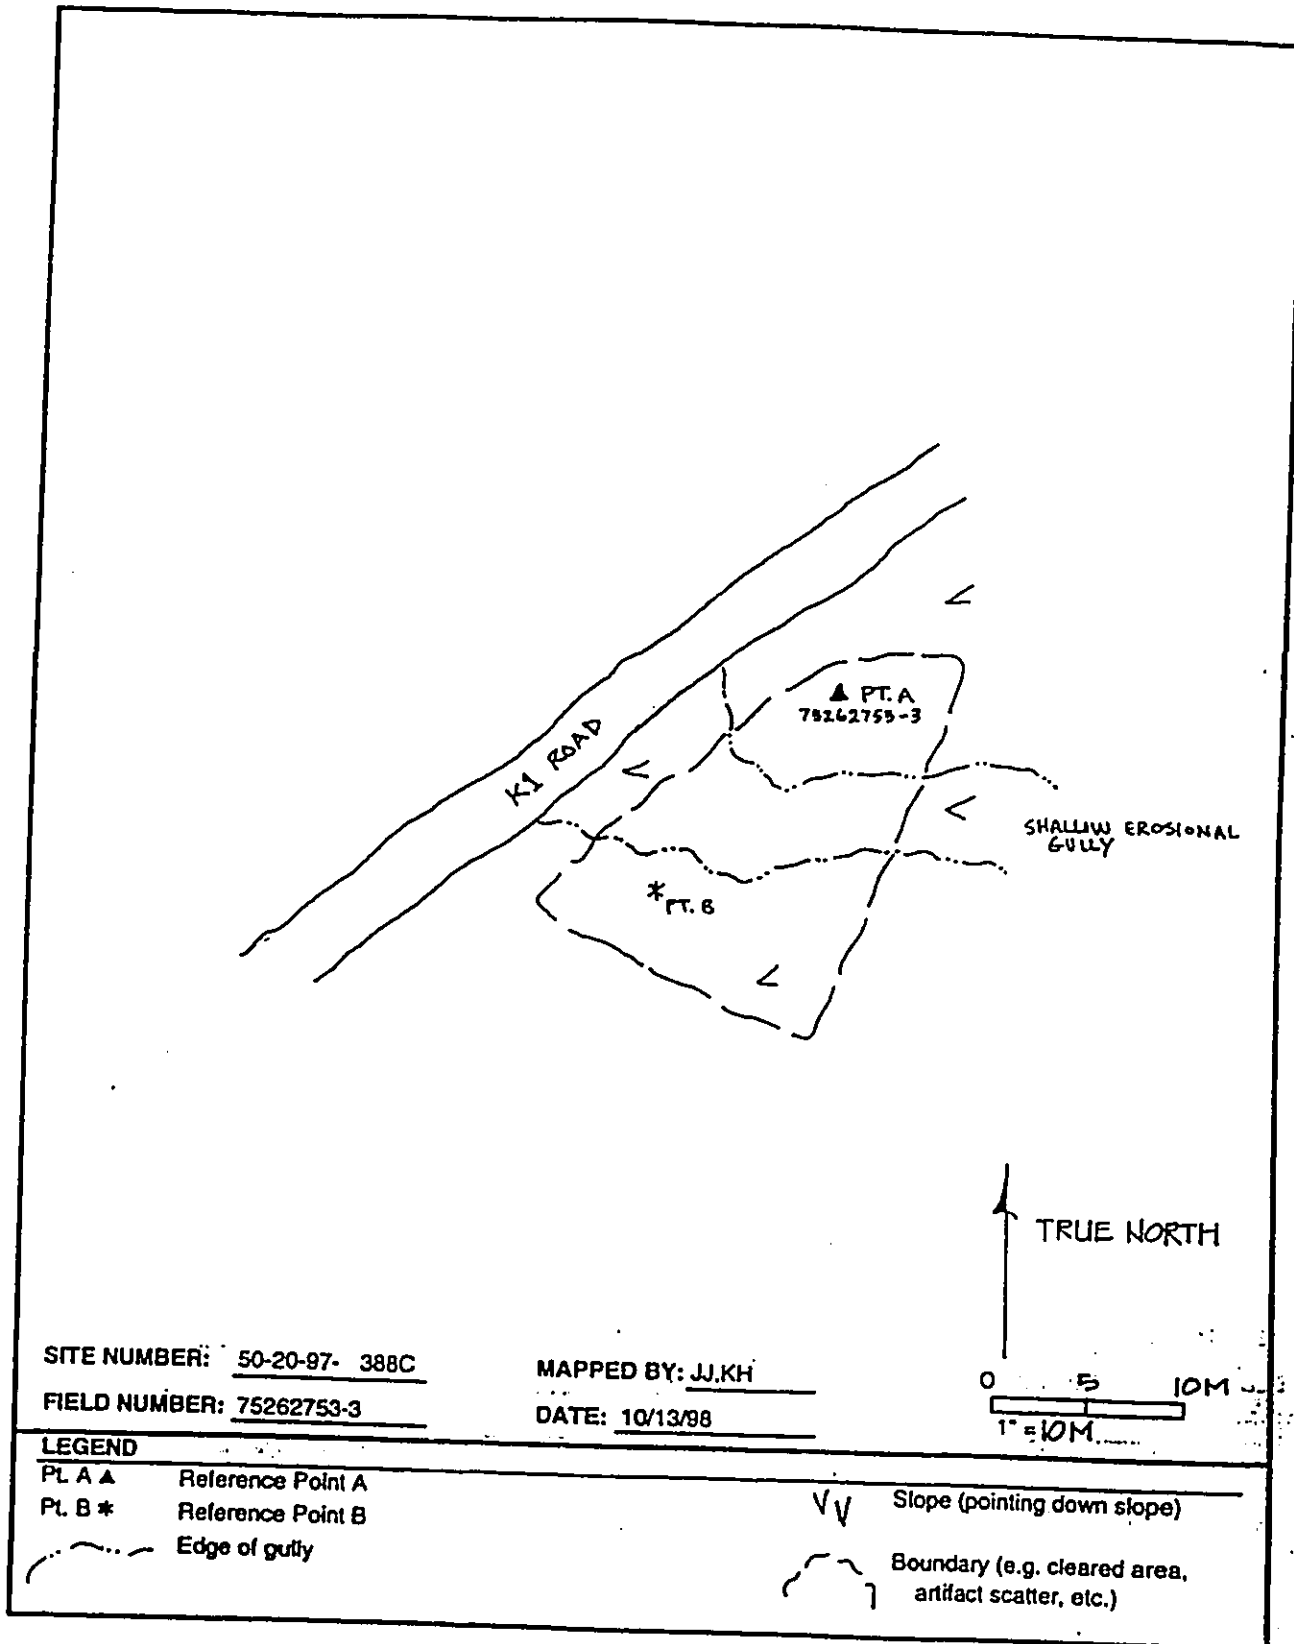 K1 ROAD
PT. A
75262753-3
SHALLIW EROSIONAL
GULLY
PT. B
TRUE NORTH
SITE NUMBER: 50-20-97- 388C
FIELD NUMBER: 75262753-3
MAPPED BY: JJ.KH
DATE: 10/13/98
0 5 10M
1" = 10M
LEGEND
Pt. A ▲ Reference Point A
Pt. B * Reference Point B
Edge of gully
Slope (pointing down slope)
Boundary (e.g. cleared area,
artifact scatter, etc.)